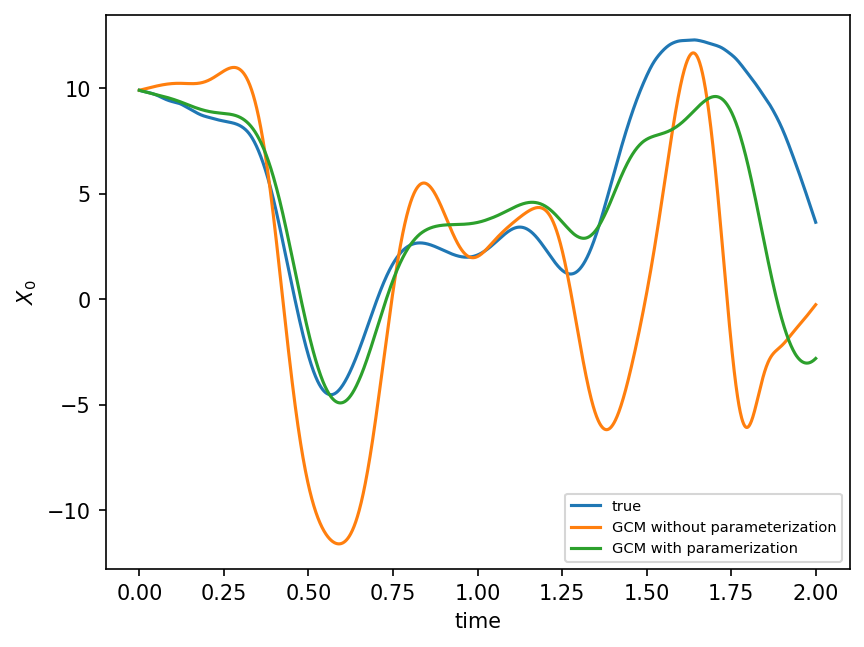 10
5
0
−5
−10
X₀
0.00 0.25 0.50 0.75 1.00 1.25 1.50 1.75 2.00
time
true
GCM without parameterization
GCM with paramerization